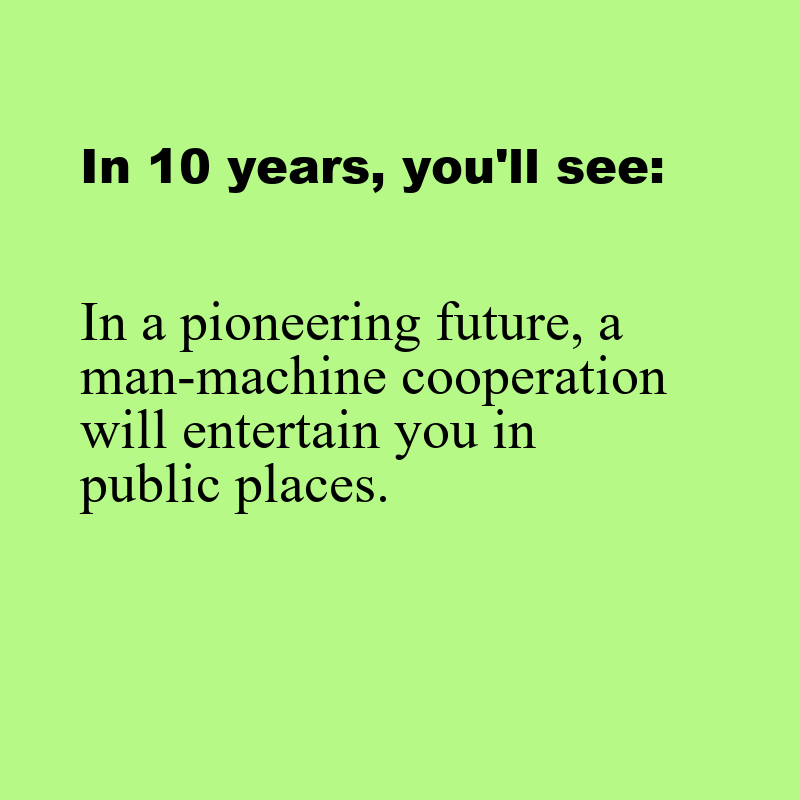 In 10 years, you'll see:
In a pioneering future, a
man-machine cooperation
will entertain you in
public places.